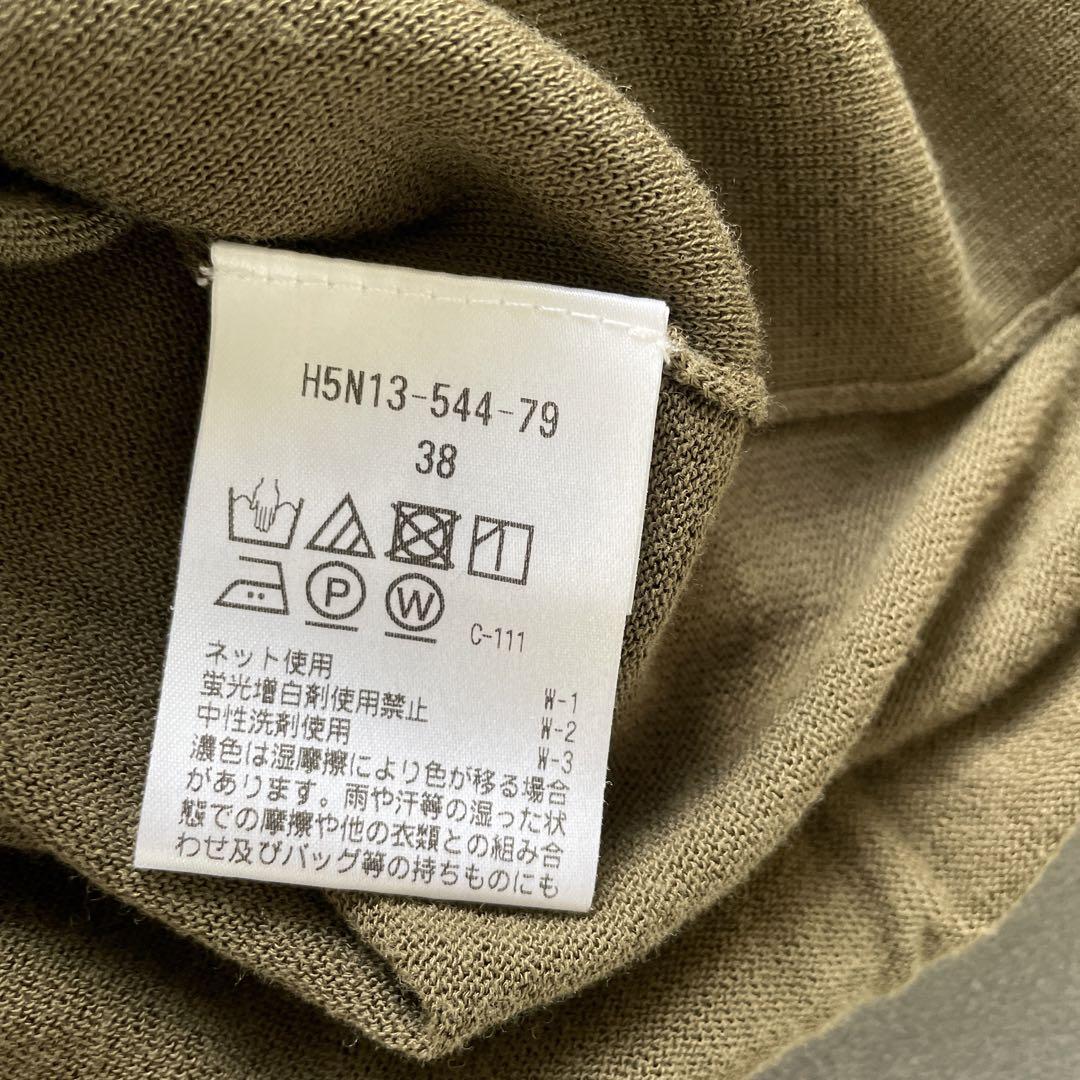 H5N13-544-79
38
P W C-111
ネット使用 W-1
蛍光増白剤使用禁止 W-2
中性洗剤使用 W-3
濃色は湿摩擦により色が移る場合
があります。雨や汗等の湿った状
態での摩擦や他の衣類との組み合
わせ及びバッグ等の持ちものにも